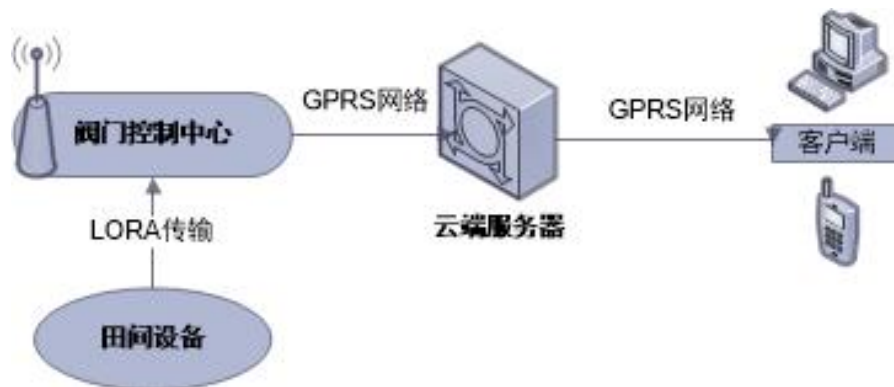 GPRS网络
GPRS网络
阀门控制中心
客户端
云端服务器
LORA传输
田间设备